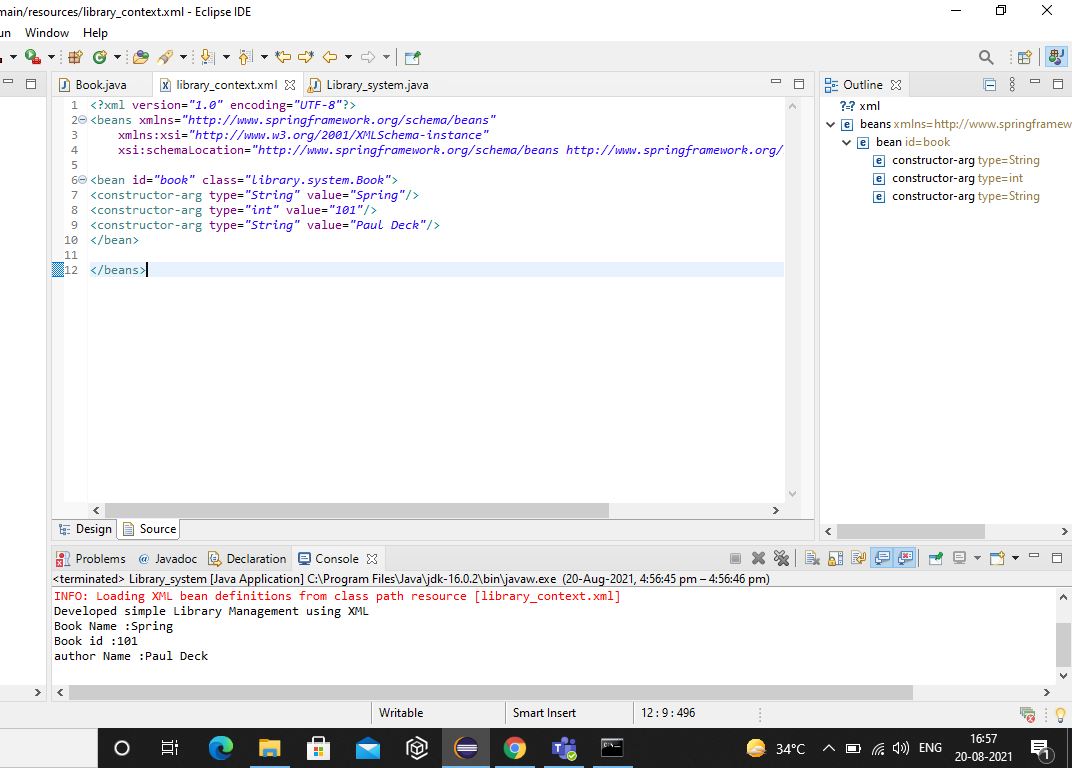 main/resources/library_context.xml - Eclipse IDE
un Window Help
Book.java
library_context.xml
Library_system.java
1 <?xml version="1.0" encoding="UTF-8"?>
2 <beans xmlns="http://www.springframework.org/schema/beans"
3 xmlns:xsi="http://www.w3.org/2001/XMLSchema-instance"
4 xsi:schemaLocation="http://www.springframework.org/schema/beans http://www.springframework.org/
5
6 <bean id="book" class="library.system.Book">
7 <constructor-arg type="String" value="Spring"/>
8 <constructor-arg type="int" value="101"/>
9 <constructor-arg type="String" value="Paul Deck"/>
10 </bean>
11
12 </beans>
Design Source
Outline
?-? xml
e beans xmlns=http://www.springframew
e bean id=book
e constructor-arg type=String
e constructor-arg type=int
e constructor-arg type=String
Problems @ Javadoc Declaration Console
<terminated> Library_system [Java Application] C:\Program Files\Java\jdk-16.0.2\bin\javaw.exe (20-Aug-2021, 4:56:45 pm – 4:56:46 pm)
INFO: Loading XML bean definitions from class path resource [library_context.xml]
Developed simple Library Management using XML
Book Name :Spring
Book id :101
author Name :Paul Deck
Writable
Smart Insert
12 : 9 : 496
34°C
ENG
16:57
20-08-2021
1